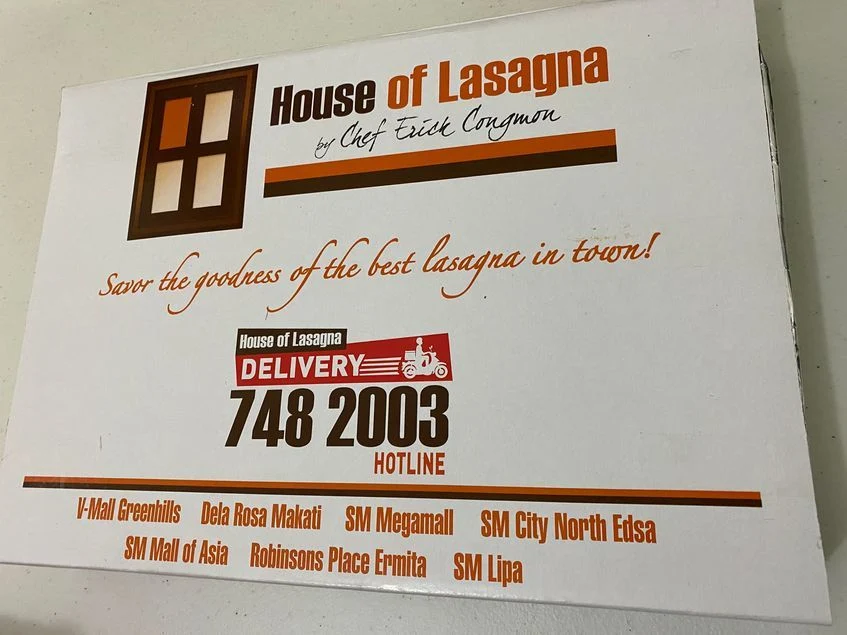 House of Lasagna
by Chef Erick Congmon
Savor the goodness of the best lasagna in town!
House of Lasagna
DELIVERY
748 2003
HOTLINE
V-Mall Greenhills Dela Rosa Makati SM Megamall SM City North Edsa
SM Mall of Asia Robinsons Place Ermita SM Lipa